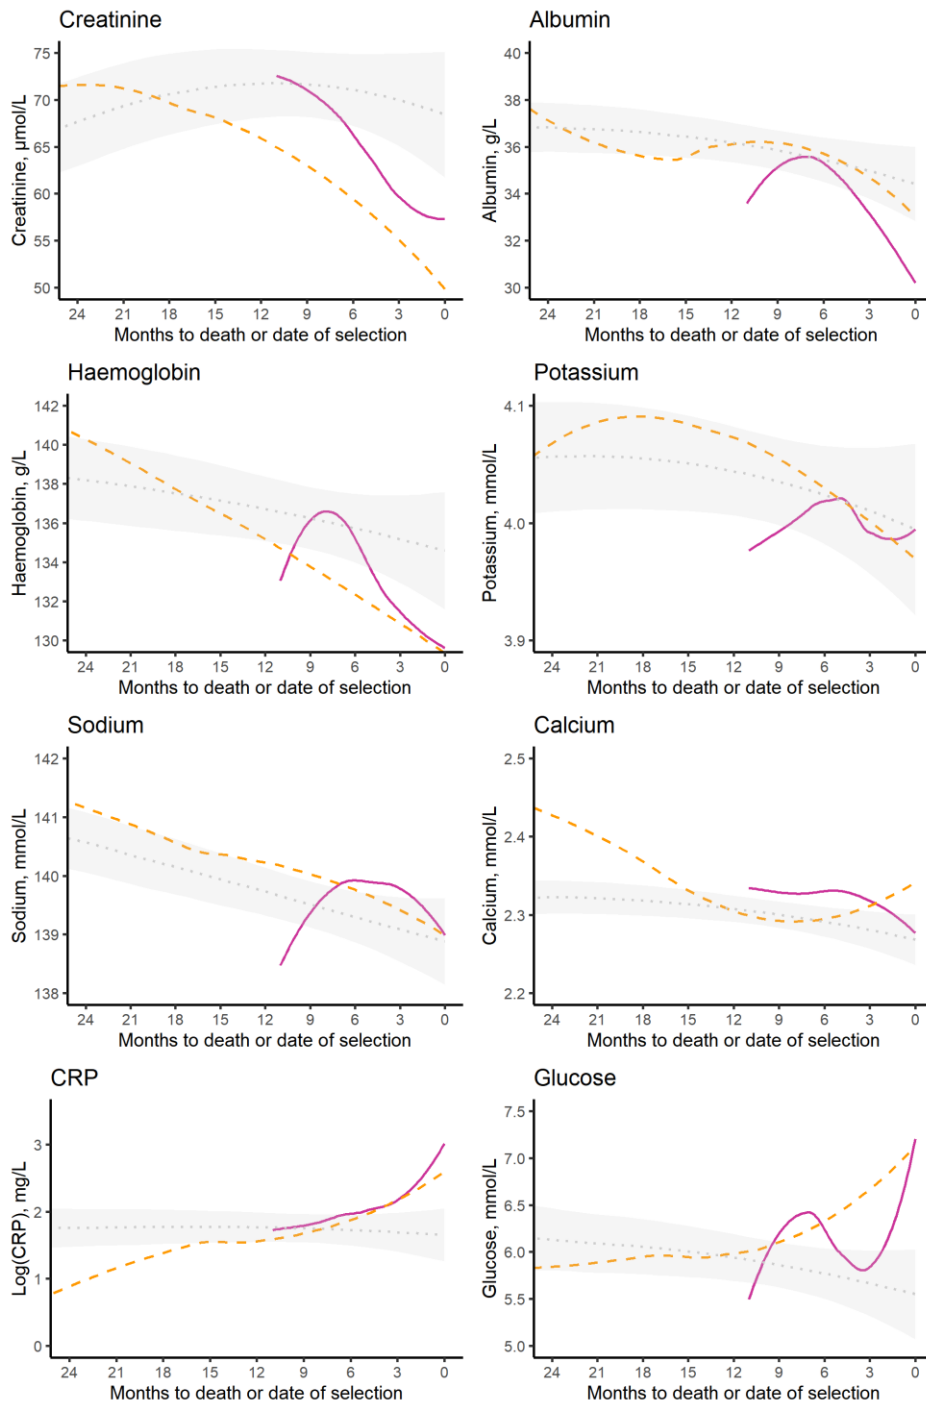 Creatinine
Creatinine, μmol/L
75
70
65
60
55
50
24 21 18 15 12 9 6 3 0
Months to death or date of selection
Albumin
Albumin, g/L
40
38
36
34
32
30
24 21 18 15 12 9 6 3 0
Months to death or date of selection
Haemoglobin
Haemoglobin, g/L
142
140
138
136
134
132
130
24 21 18 15 12 9 6 3 0
Months to death or date of selection
Potassium
Potassium, mmol/L
4.1
4.0
3.9
24 21 18 15 12 9 6 3 0
Months to death or date of selection
Sodium
Sodium, mmol/L
142
141
140
139
138
24 21 18 15 12 9 6 3 0
Months to death or date of selection
Calcium
Calcium, mmol/L
2.5
2.4
2.3
2.2
24 21 18 15 12 9 6 3 0
Months to death or date of selection
CRP
Log(CRP), mg/L
3
2
1
0
24 21 18 15 12 9 6 3 0
Months to death or date of selection
Glucose
Glucose, mmol/L
7.5
7.0
6.5
6.0
5.5
5.0
24 21 18 15 12 9 6 3 0
Months to death or date of selection